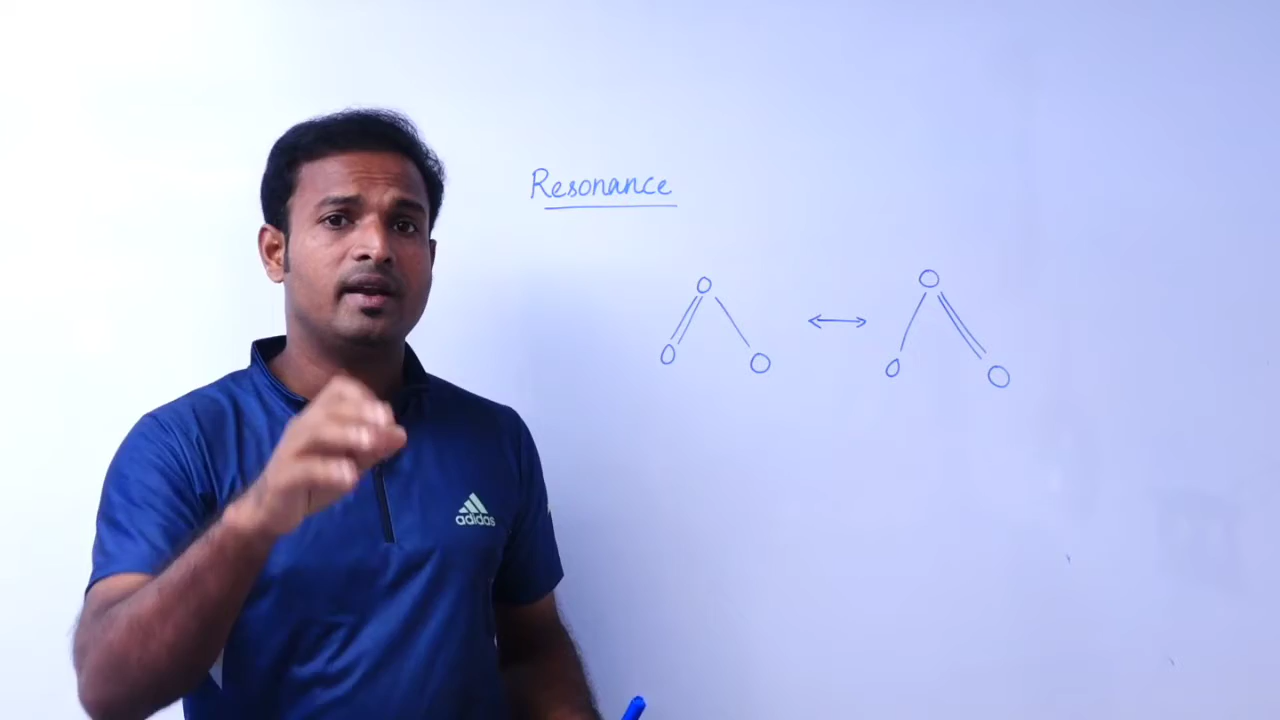 Resonance
O O
O O ↔ O O
adidas